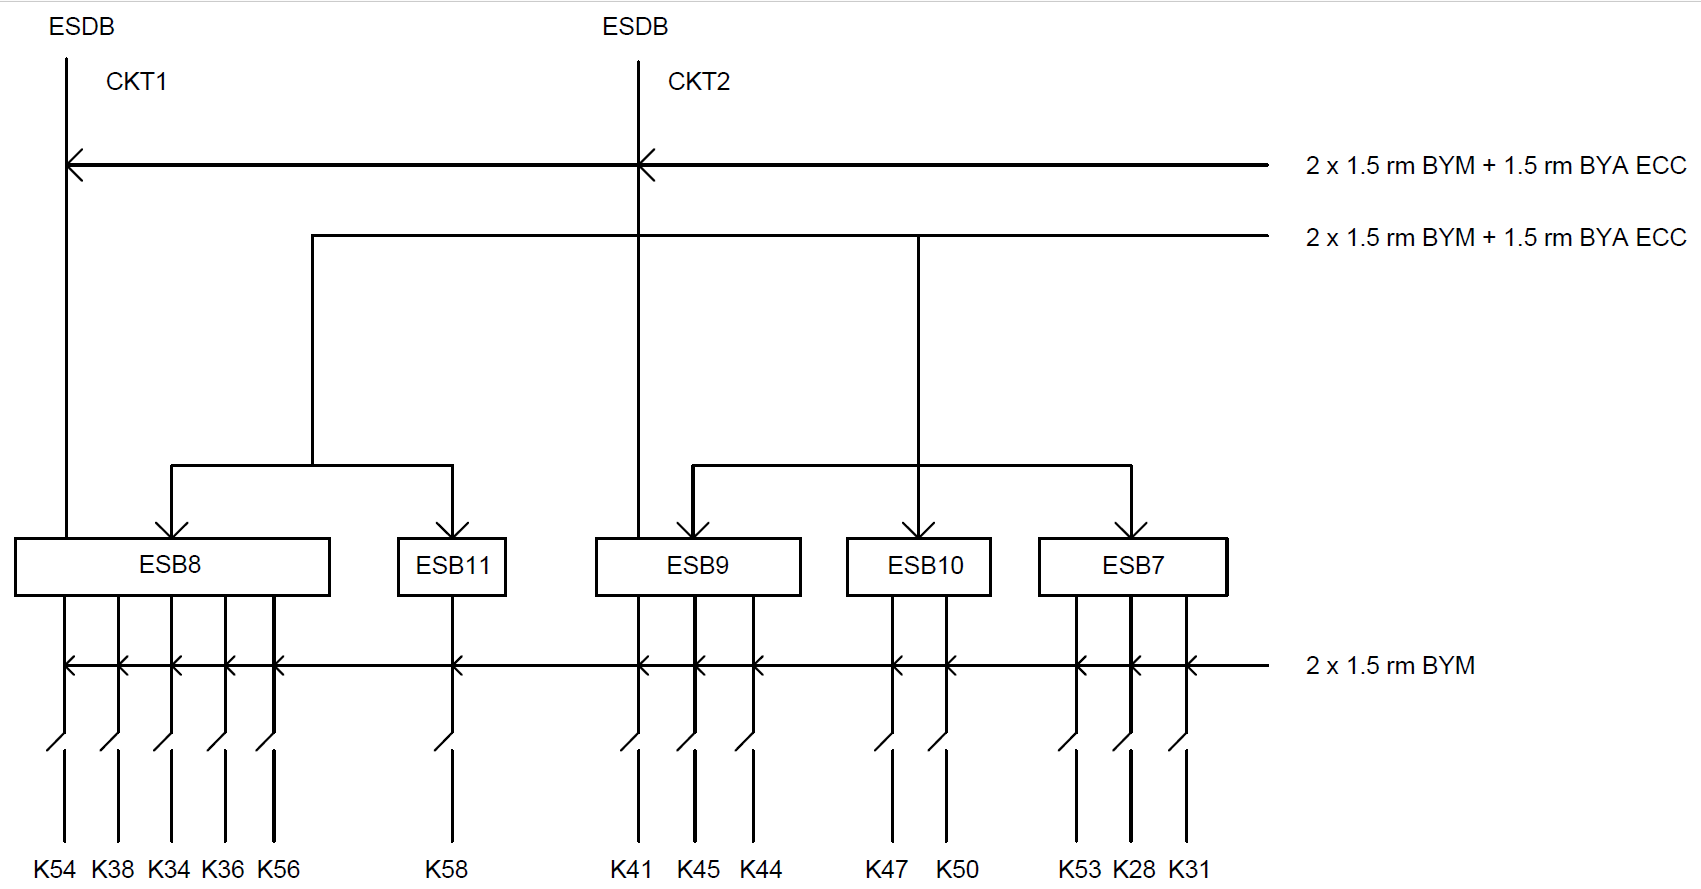 ESDB ESDB
CKT1 CKT2
2 x 1.5 rm BYM + 1.5 rm BYA ECC
2 x 1.5 rm BYM + 1.5 rm BYA ECC
ESB8 ESB11 ESB9 ESB10 ESB7
2 x 1.5 rm BYM
K54 K38 K34 K36 K56 K58 K41 K45 K44 K47 K50 K53 K28 K31